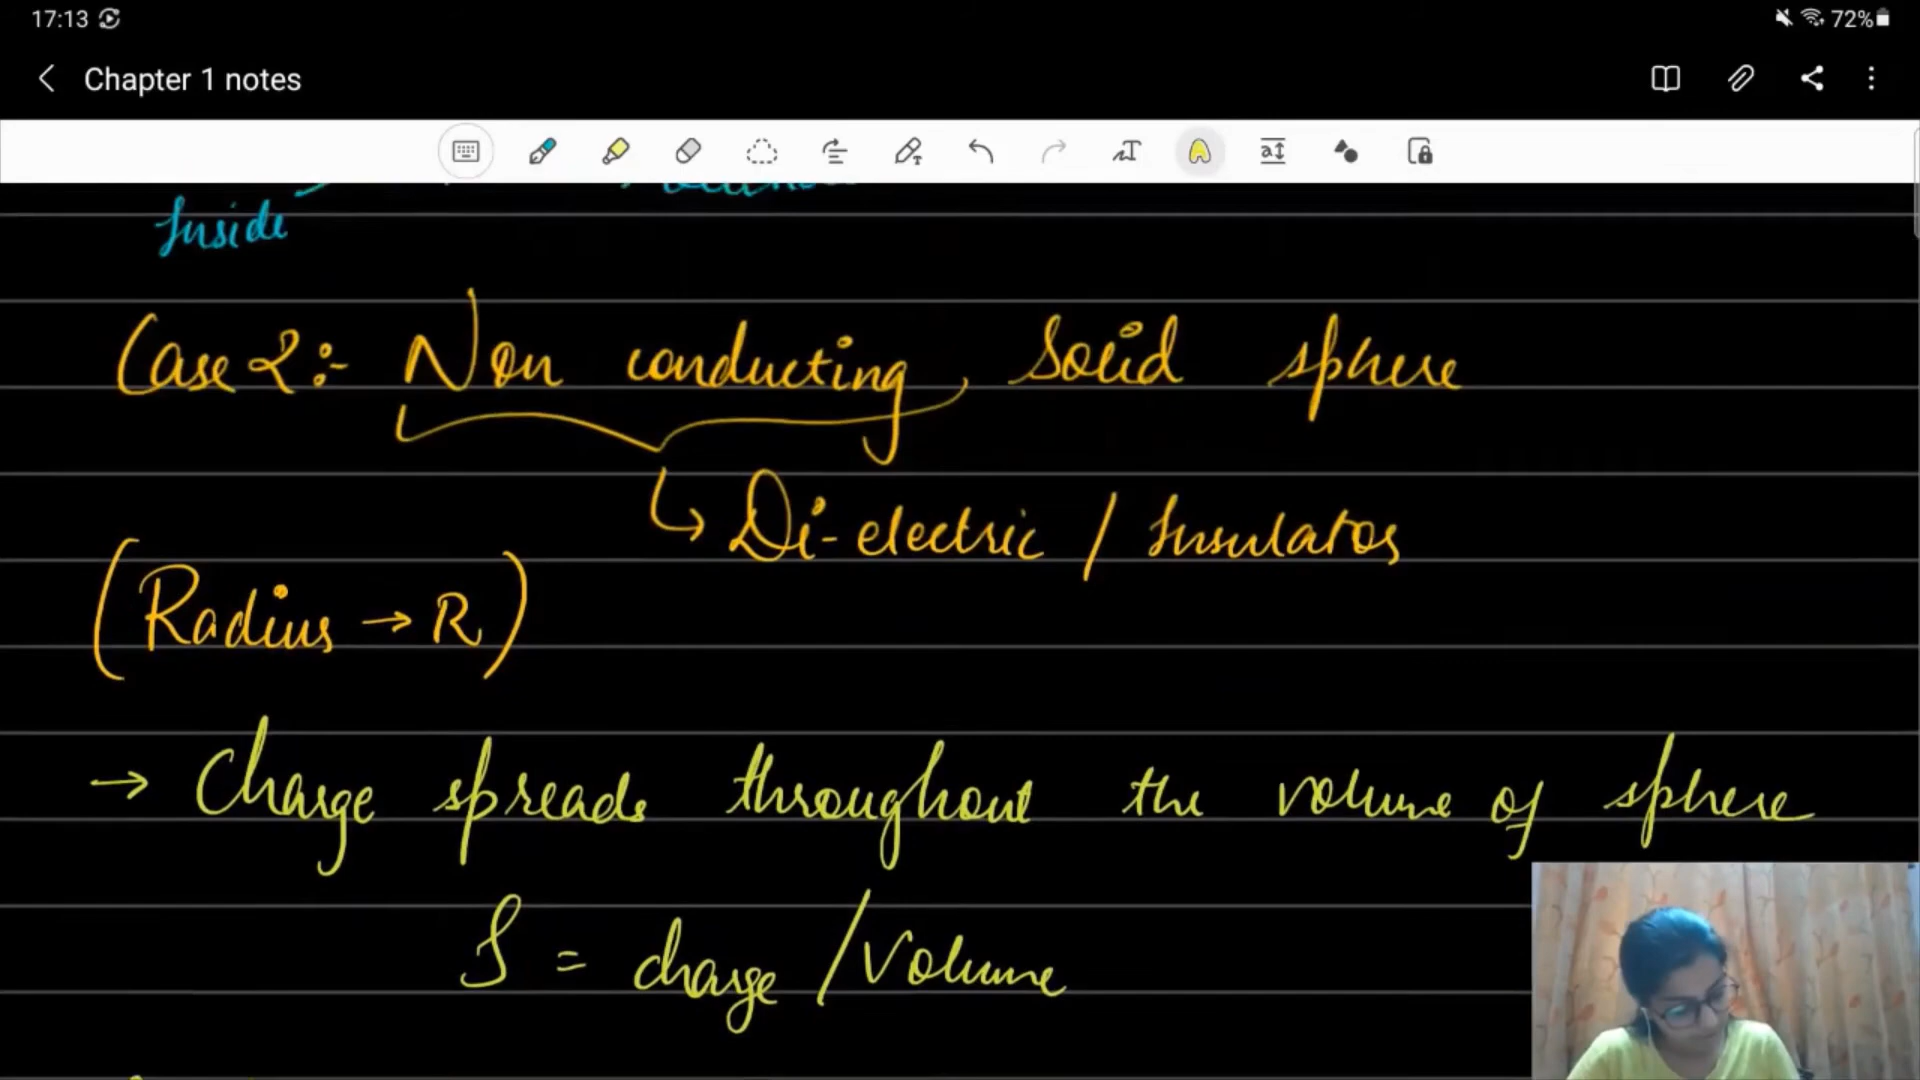 17:13 72%
Chapter 1 notes
Inside
Case 2:- Non conducting, Solid sphere
↳ Di-electric / Insulator
(Radius → R)
→ Charge spreads throughout the volume of sphere
ρ = charge / Volume